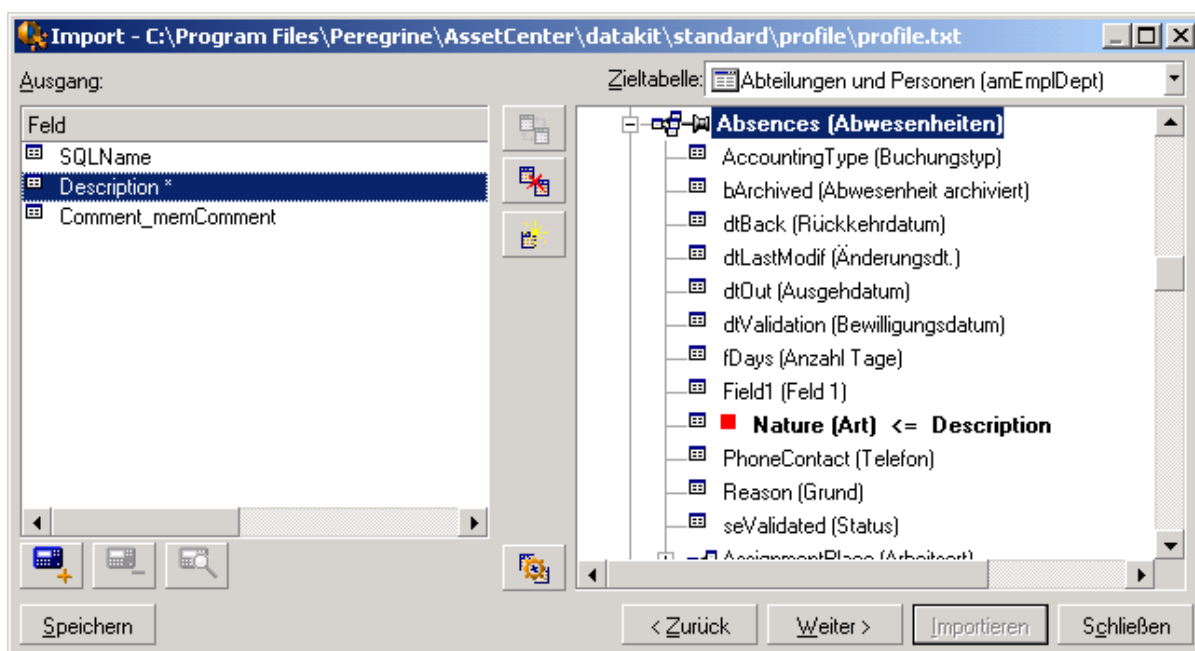 Import - C:\Program Files\Peregrine\AssetCenter\datakit\standard\profile\profile.txt
Ausgang:
Zieltabelle: Abteilungen und Personen (amEmplDept)
Feld
SQLName
Description *
Comment_memComment
Absences (Abwesenheiten)
AccountingType (Buchungstyp)
bArchived (Abwesenheit archiviert)
dtBack (Rückkehrdatum)
dtLastModif (Änderungsdt.)
dtOut (Ausgehdatum)
dtValidation (Bewilligungsdatum)
fDays (Anzahl Tage)
Field1 (Feld 1)
Nature (Art) <= Description
PhoneContact (Telefon)
Reason (Grund)
seValidated (Status)
AssignmentPlace (Arbeitsort)
Speichern
< Zurück
Weiter >
Importieren
Schließen